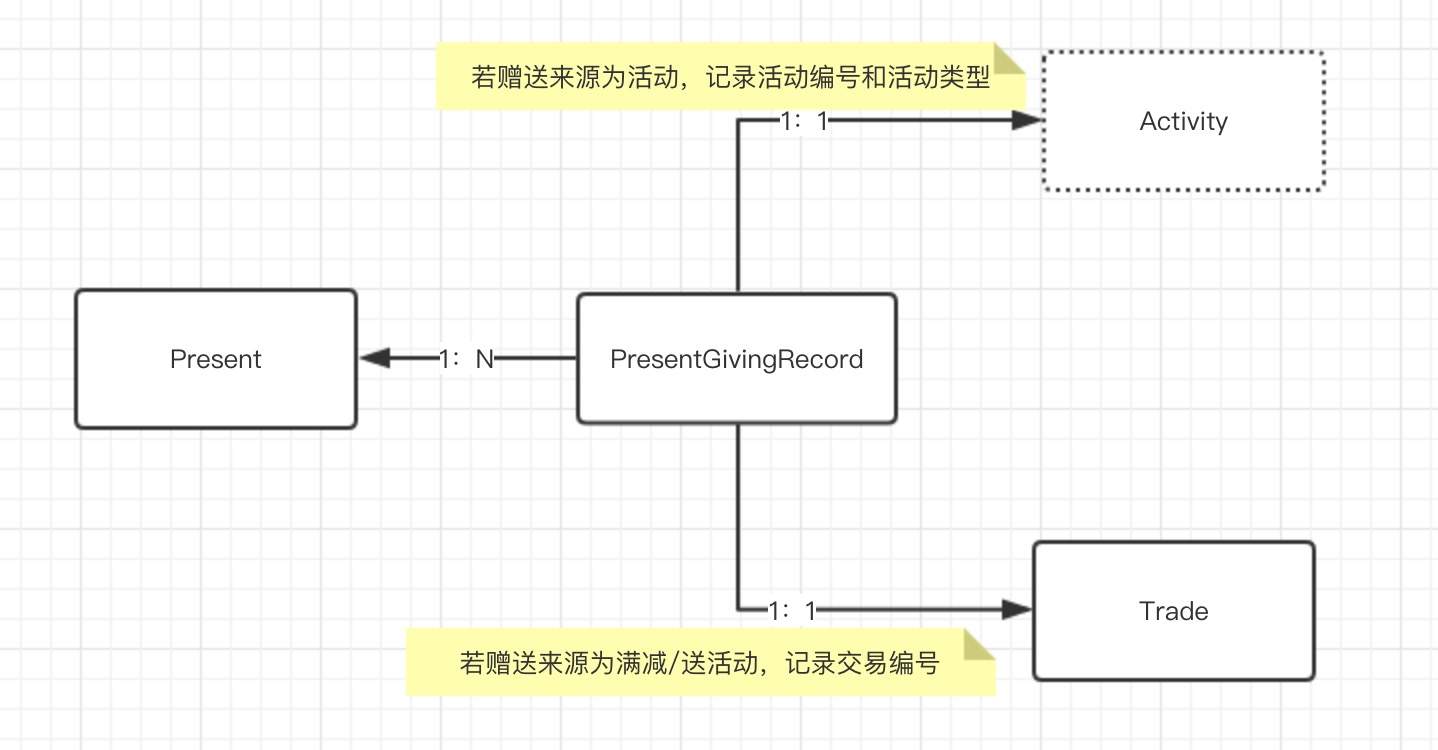 若赠送来源为活动，记录活动编号和活动类型
1：1
Activity
Present
1：N
PresentGivingRecord
1：1
Trade
若赠送来源为满减/送活动，记录交易编号